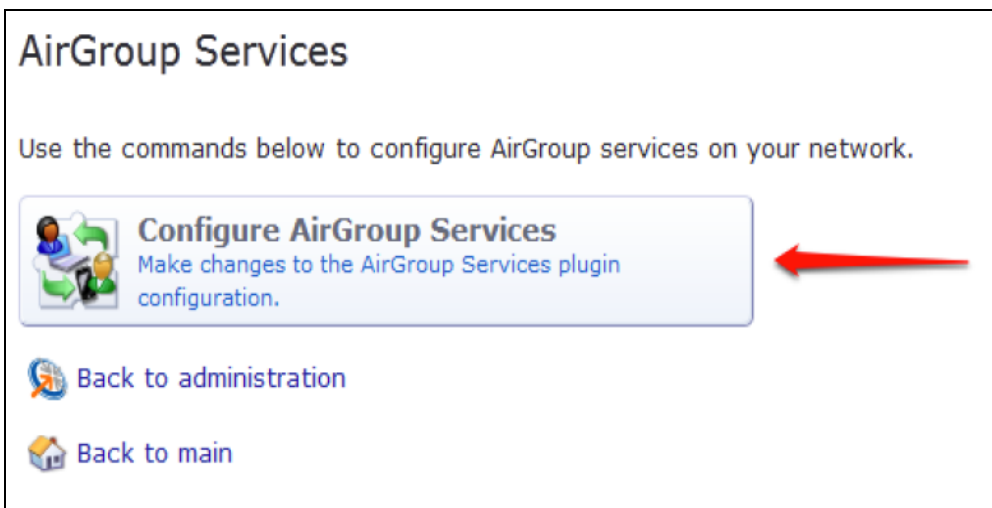 AirGroup Services
Use the commands below to configure AirGroup services on your network.
Configure AirGroup Services
Make changes to the AirGroup Services plugin
configuration.
Back to administration
Back to main